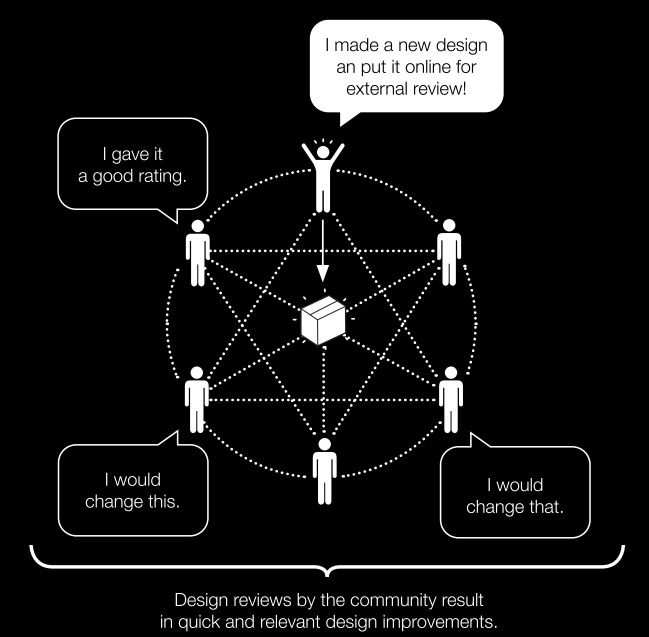 I made a new design
an put it online for
external review!
I gave it
a good rating.
I would
change this.
I would
change that.
Design reviews by the community result
in quick and relevant design improvements.